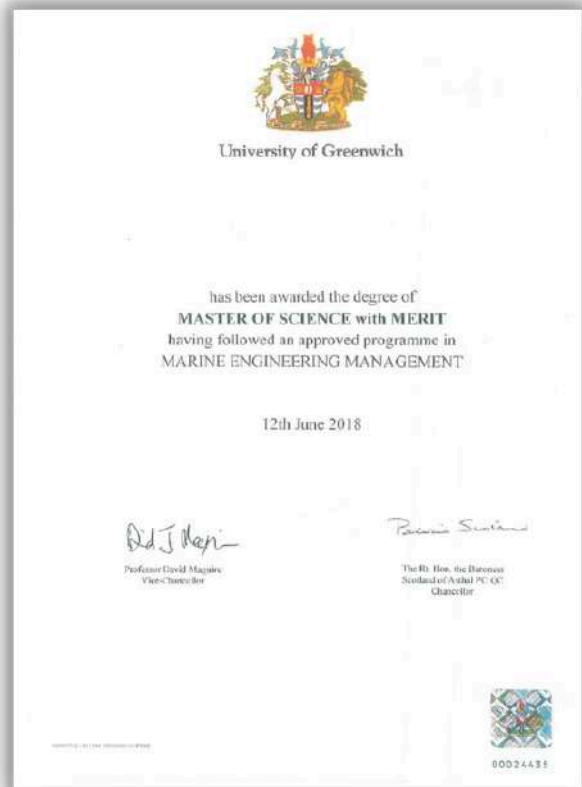 University of Greenwich
has been awarded the degree of
MASTER OF SCIENCE with MERIT
having followed an approved programme in
MARINE ENGINEERING MANAGEMENT
12th June 2018
Professor David Maguire
Vice-Chancellor
The Rt. Hon. the Baroness
Scotland of Asthal PC QC
Chancellor